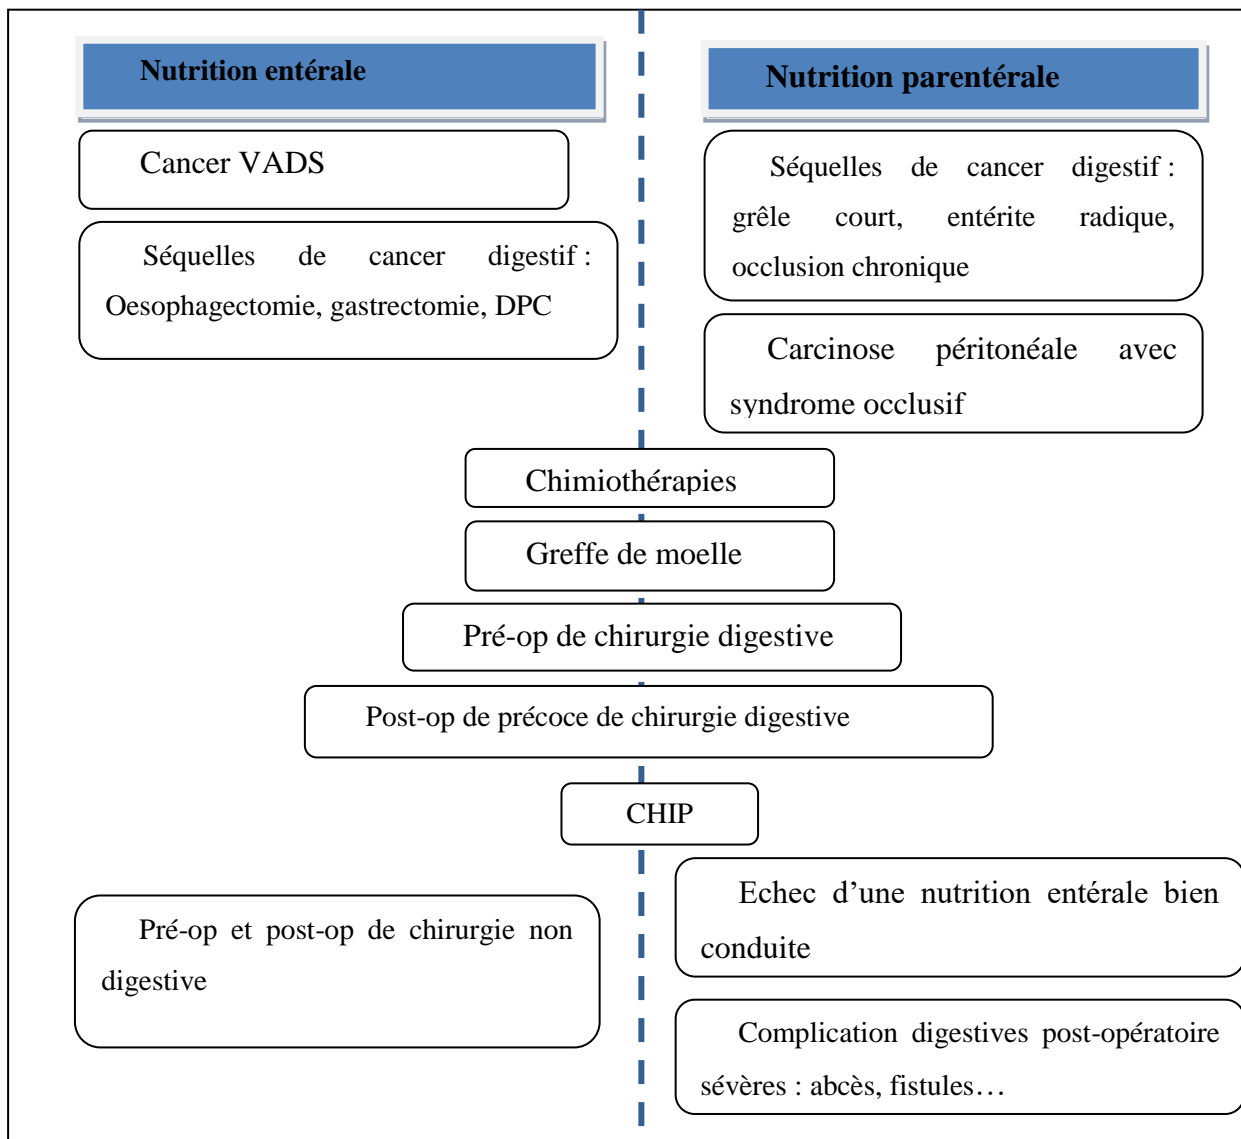 Nutrition entérale
Nutrition parentérale
Cancer VADS
Séquelles de cancer digestif :
Oesophagectomie, gastrectomie, DPC
Séquelles de cancer digestif :
grêle court, entérite radique,
occlusion chronique
Carcinose péritonéale avec
syndrome occlusif
Chimiothérapies
Greffe de moelle
Pré-op de chirurgie digestive
Post-op de précoce de chirurgie digestive
CHIP
Pré-op et post-op de chirurgie non
digestive
Echec d’une nutrition entérale bien
conduite
Complication digestives post-opératoire
sévères : abcès, fistules…